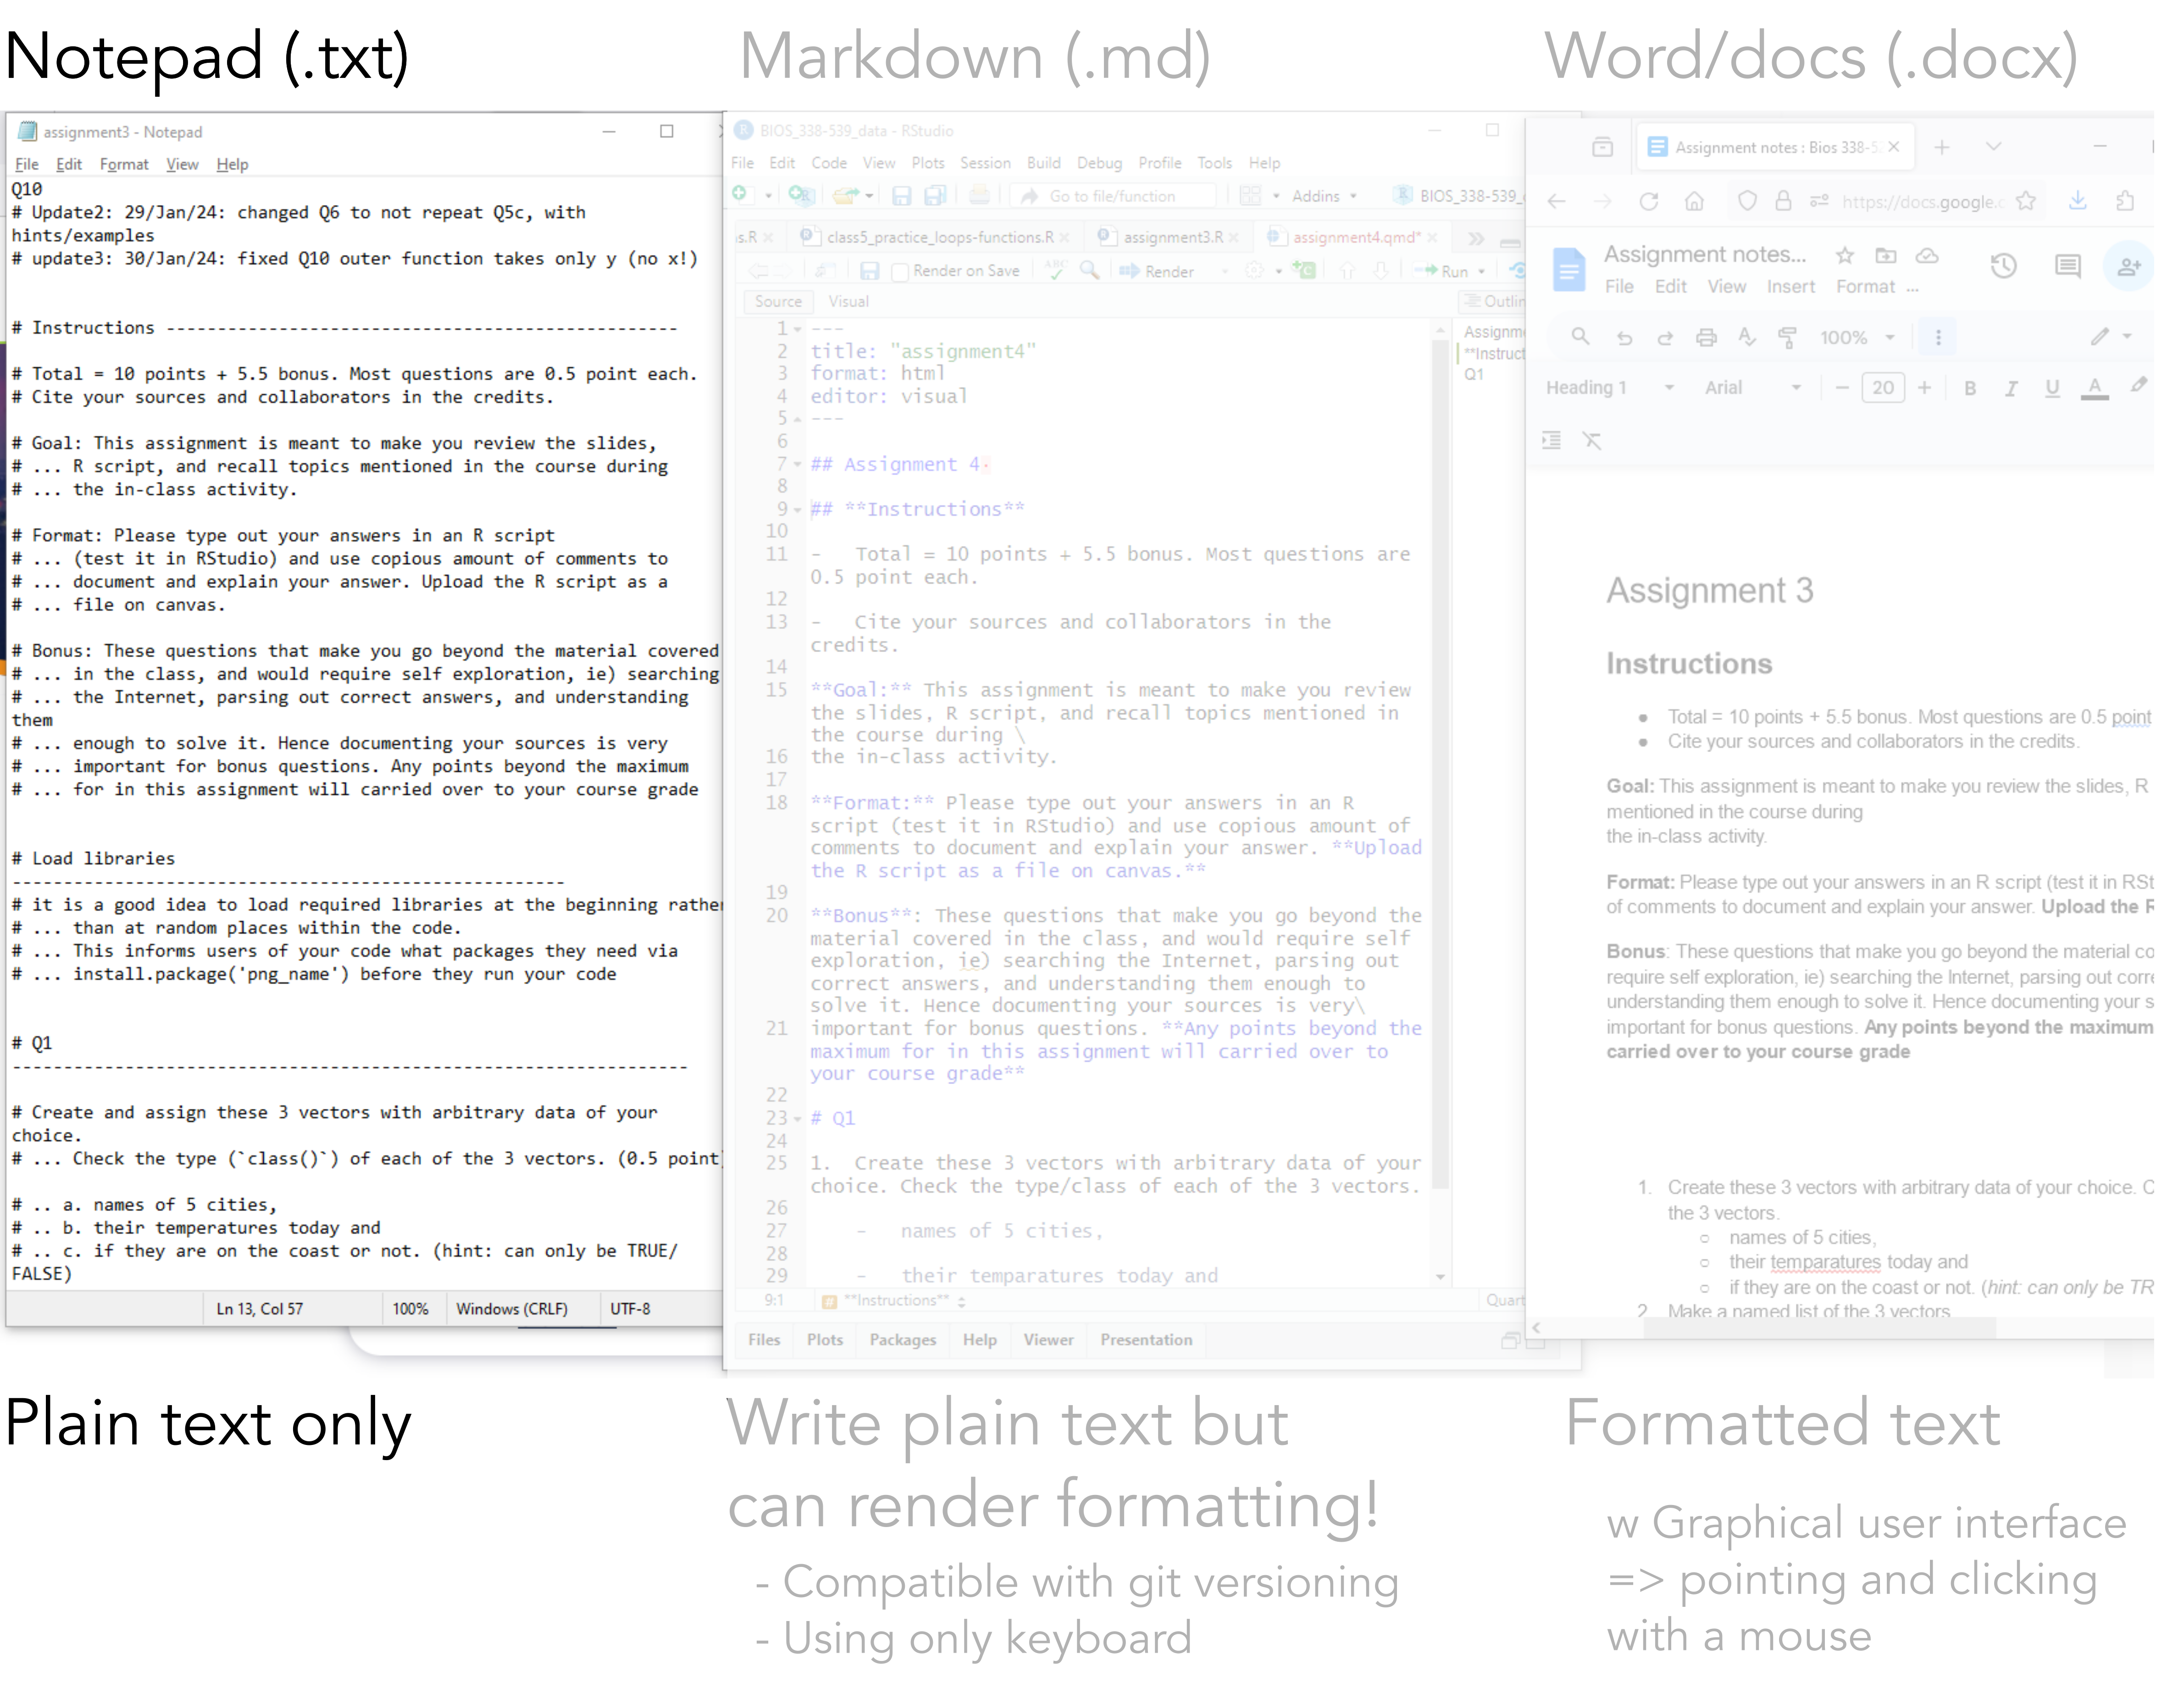 Notepad (.txt)
assignment3 - Notepad
File Edit Format View Help
Q10
# Update2: 29/Jan/24: changed Q6 to not repeat Q5c, with
hints/examples
# update3: 30/Jan/24: fixed Q10 outer function takes only y (no x!)
# Instructions --------------------------------------------------
# Total = 10 points + 5.5 bonus. Most questions are 0.5 point each.
# Cite your sources and collaborators in the credits.
# Goal: This assignment is meant to make you review the slides,
# ... R script, and recall topics mentioned in the course during
# ... the in-class activity.
# Format: Please type out your answers in an R script
# ... (test it in RStudio) and use copious amount of comments to
# ... document and explain your answer. Upload the R script as a
# ... file on canvas.
# Bonus: These questions that make you go beyond the material covered
# ... in the class, and would require self exploration, ie) searching
# ... the Internet, parsing out correct answers, and understanding
them
# ... enough to solve it. Hence documenting your sources is very
# ... important for bonus questions. Any points beyond the maximum
# ... for in this assignment will carried over to your course grade
# Load libraries
------------------------------------------------------
# it is a good idea to load required libraries at the beginning rather
# ... than at random places within the code.
# ... This informs users of your code what packages they need via
# ... install.package('png_name') before they run your code
# Q1
------------------------------------------------------------------
# Create and assign these 3 vectors with arbitrary data of your
choice.
# ... Check the type (`class()`) of each of the 3 vectors. (0.5 point
# .. a. names of 5 cities,
# .. b. their temperatures today and
# .. c. if they are on the coast or not. (hint: can only be TRUE/
FALSE)
Ln 13, Col 57 100% Windows (CRLF) UTF-8
Plain text only
Markdown (.md)
BIOS_338-539_data - RStudio
File Edit Code View Plots Session Build Debug Profile Tools Help
Go to file/function Addins BIOS_338-539_
s.R class5_practice_loops-functions.R assignment3.R assignment4.qmd*
Render on Save ABC Render Run
Source Visual Outlin
1 ---
2 title: "assignment4"
3 format: html
4 editor: visual
5 ---
6
7 ## Assignment 4
8
9 ## **Instructions**
10
11 - Total = 10 points + 5.5 bonus. Most questions are
0.5 point each.
12
13 - Cite your sources and collaborators in the
credits.
14
15 **Goal:** This assignment is meant to make you review
the slides, R script, and recall topics mentioned in
the course during \
16 the in-class activity.
17
18 **Format:** Please type out your answers in an R
script (test it in RStudio) and use copious amount of
comments to document and explain your answer. **Upload
the R script as a file on canvas.**
19
20 **Bonus**: These questions that make you go beyond the
material covered in the class, and would require self
exploration, ie) searching the Internet, parsing out
correct answers, and understanding them enough to
solve it. Hence documenting your sources is very\
21 important for bonus questions. **Any points beyond the
maximum for in this assignment will carried over to
your course grade**
22
23 # Q1
24
25 1. Create these 3 vectors with arbitrary data of your
choice. Check the type/class of each of the 3 vectors.
26
27 - names of 5 cities,
28
29 - their temparatures today and
Assignm
**Instruct
Q1
9:1 # **Instructions** Quart
Files Plots Packages Help Viewer Presentation
Write plain text but
can render formatting!
- Compatible with git versioning
- Using only keyboard
Word/docs (.docx)
Assignment notes : Bios 338-5
https://docs.google.c
Assignment notes...
File Edit View Insert Format ...
100%
Heading 1 Arial − 20 + B I U A
Assignment 3
Instructions
● Total = 10 points + 5.5 bonus. Most questions are 0.5 point
● Cite your sources and collaborators in the credits.
Goal: This assignment is meant to make you review the slides, R
mentioned in the course during
the in-class activity.
Format: Please type out your answers in an R script (test it in RSt
of comments to document and explain your answer. Upload the R
Bonus: These questions that make you go beyond the material co
require self exploration, ie) searching the Internet, parsing out corre
understanding them enough to solve it. Hence documenting your s
important for bonus questions. Any points beyond the maximum
carried over to your course grade
1. Create these 3 vectors with arbitrary data of your choice. C
the 3 vectors.
○ names of 5 cities,
○ their temparatures today and
○ if they are on the coast or not. (hint: can only be TR
2. Make a named list of the 3 vectors
Formatted text
w Graphical user interface
=> pointing and clicking
with a mouse